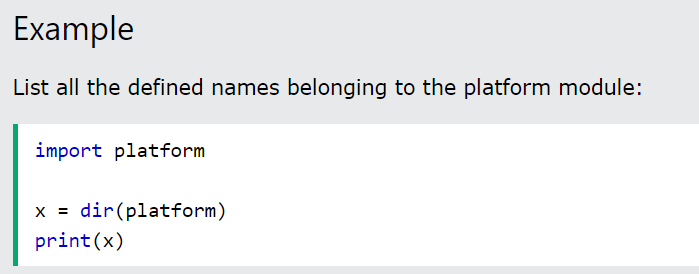 Example
List all the defined names belonging to the platform module:
import platform
x = dir(platform)
print(x)